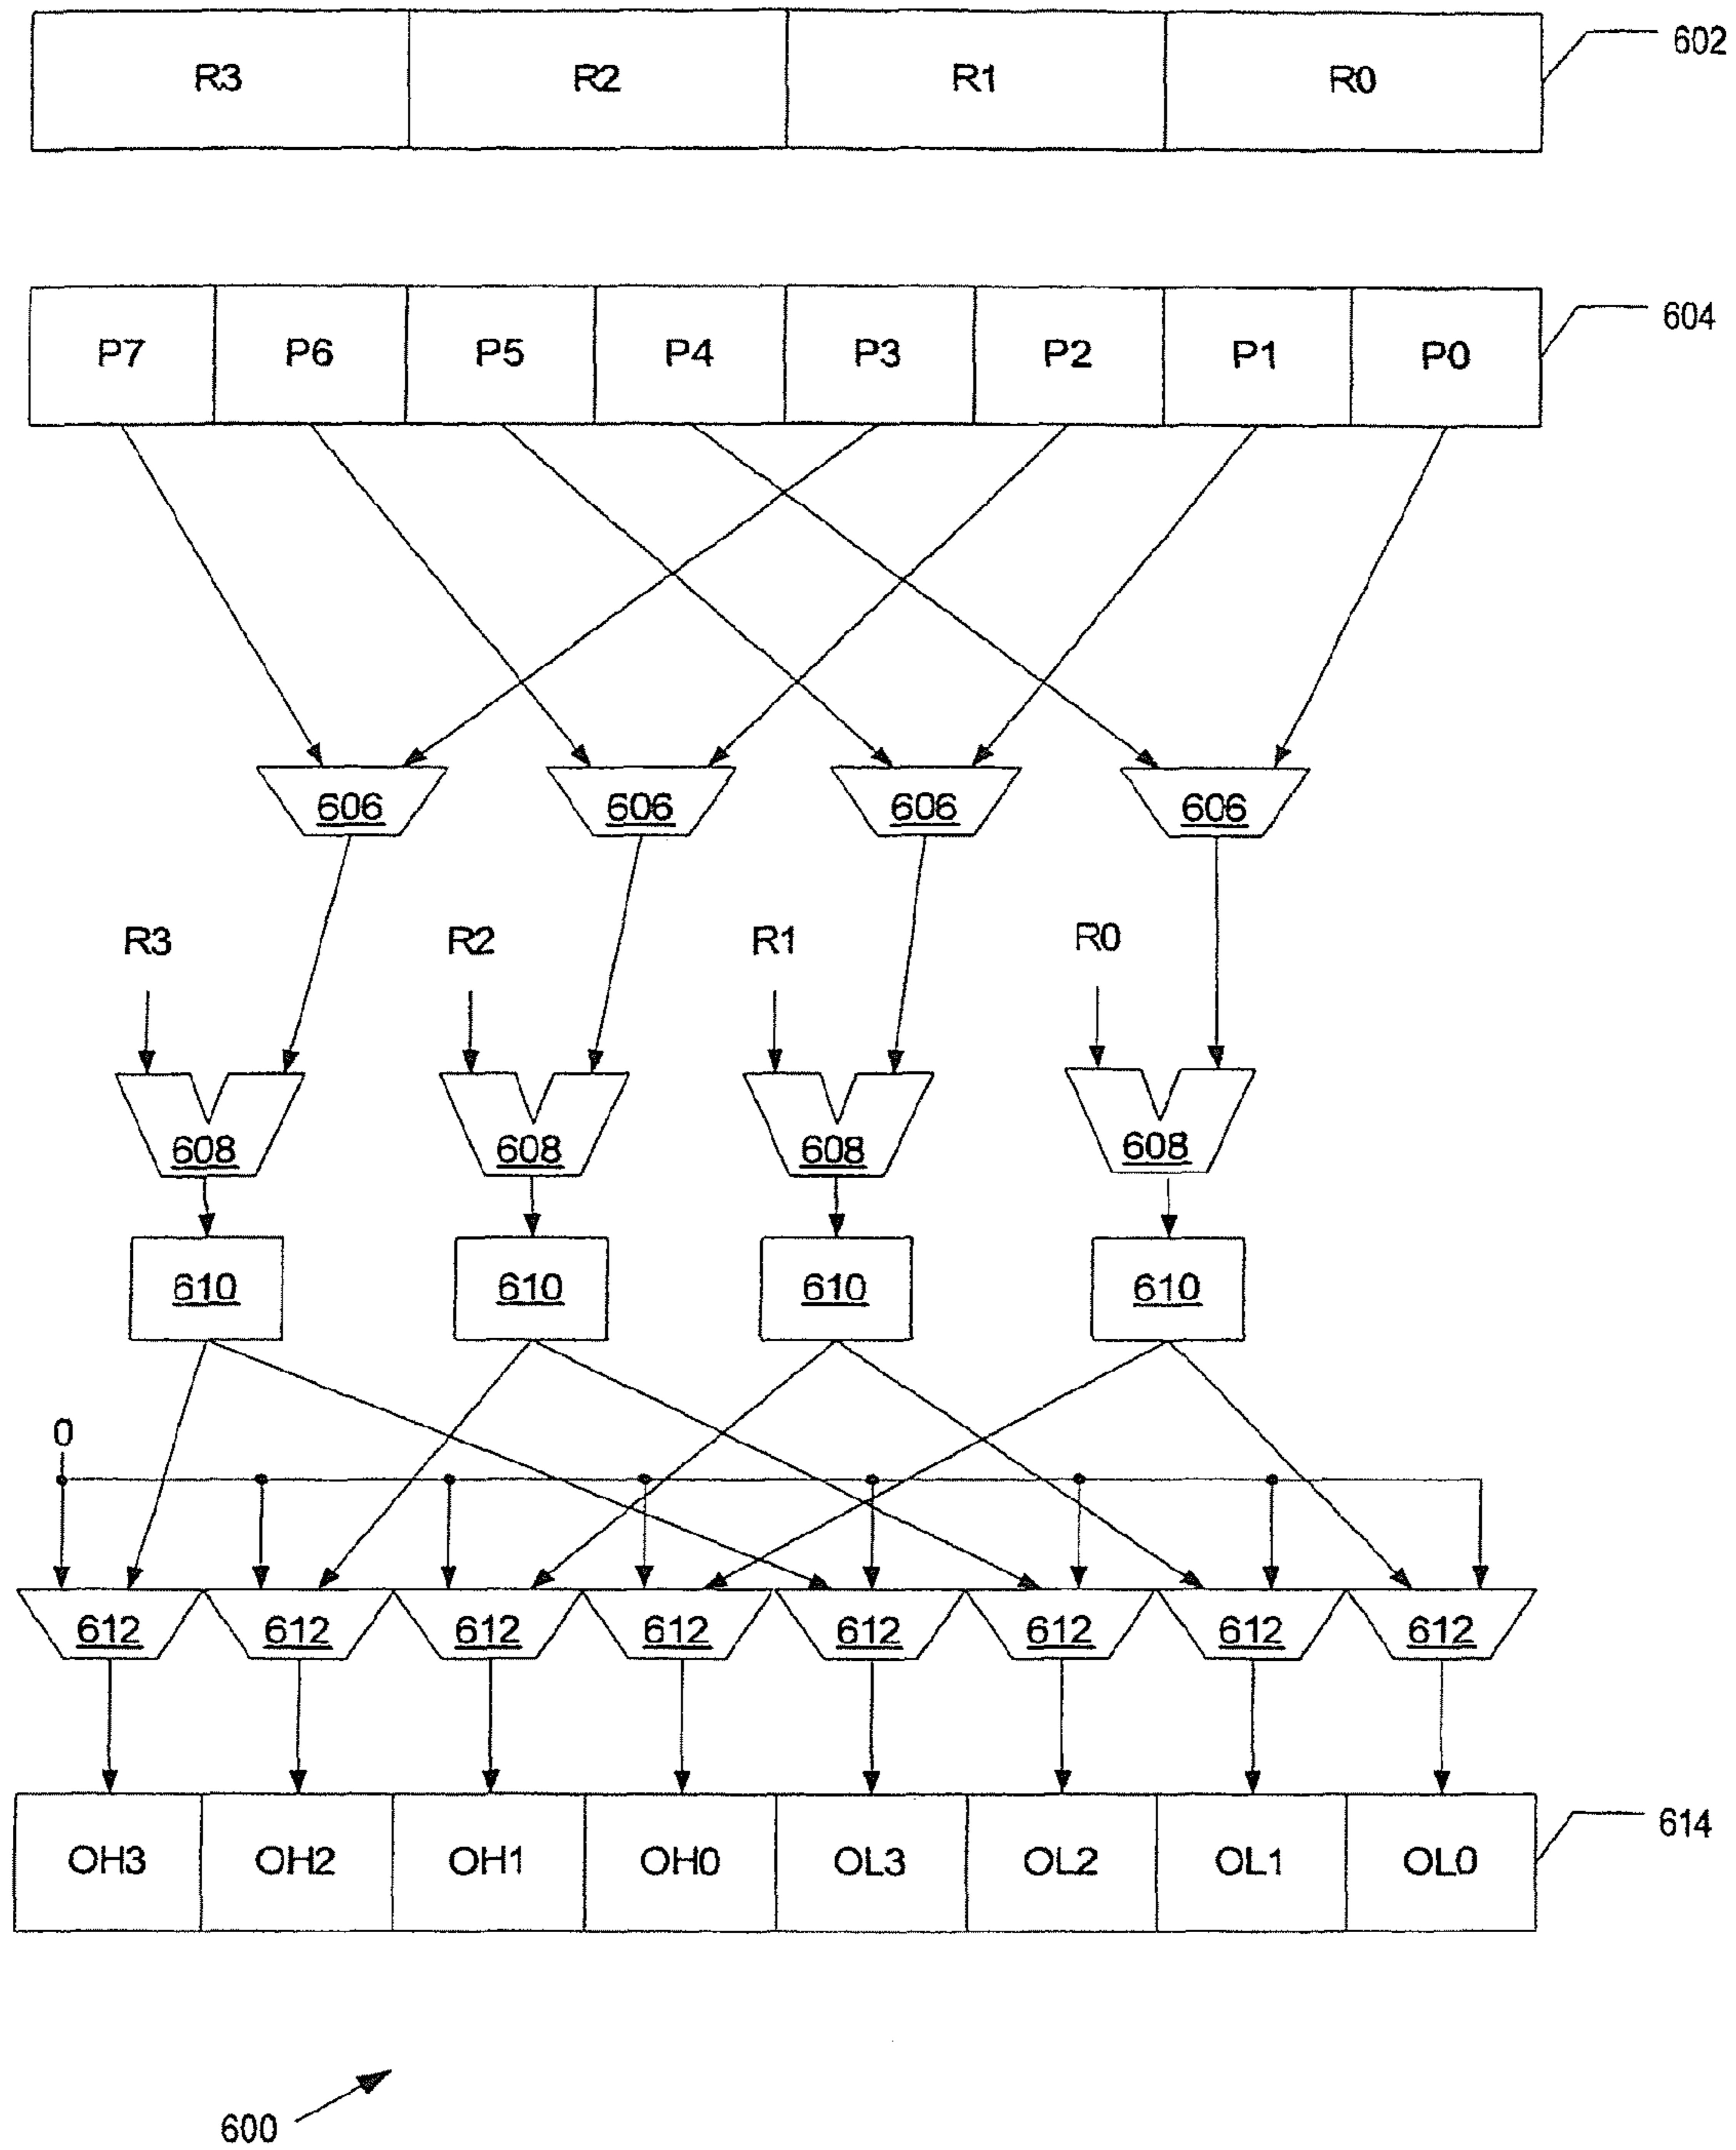 R3 R2 R1 R0 602
P7 P6 P5 P4 P3 P2 P1 P0 604
606 606 606 606
R3 R2 R1 R0
608 608 608 608
610 610 610 610
0
612 612 612 612 612 612 612 612
OH3 OH2 OH1 OH0 OL3 OL2 OL1 OL0 614
600